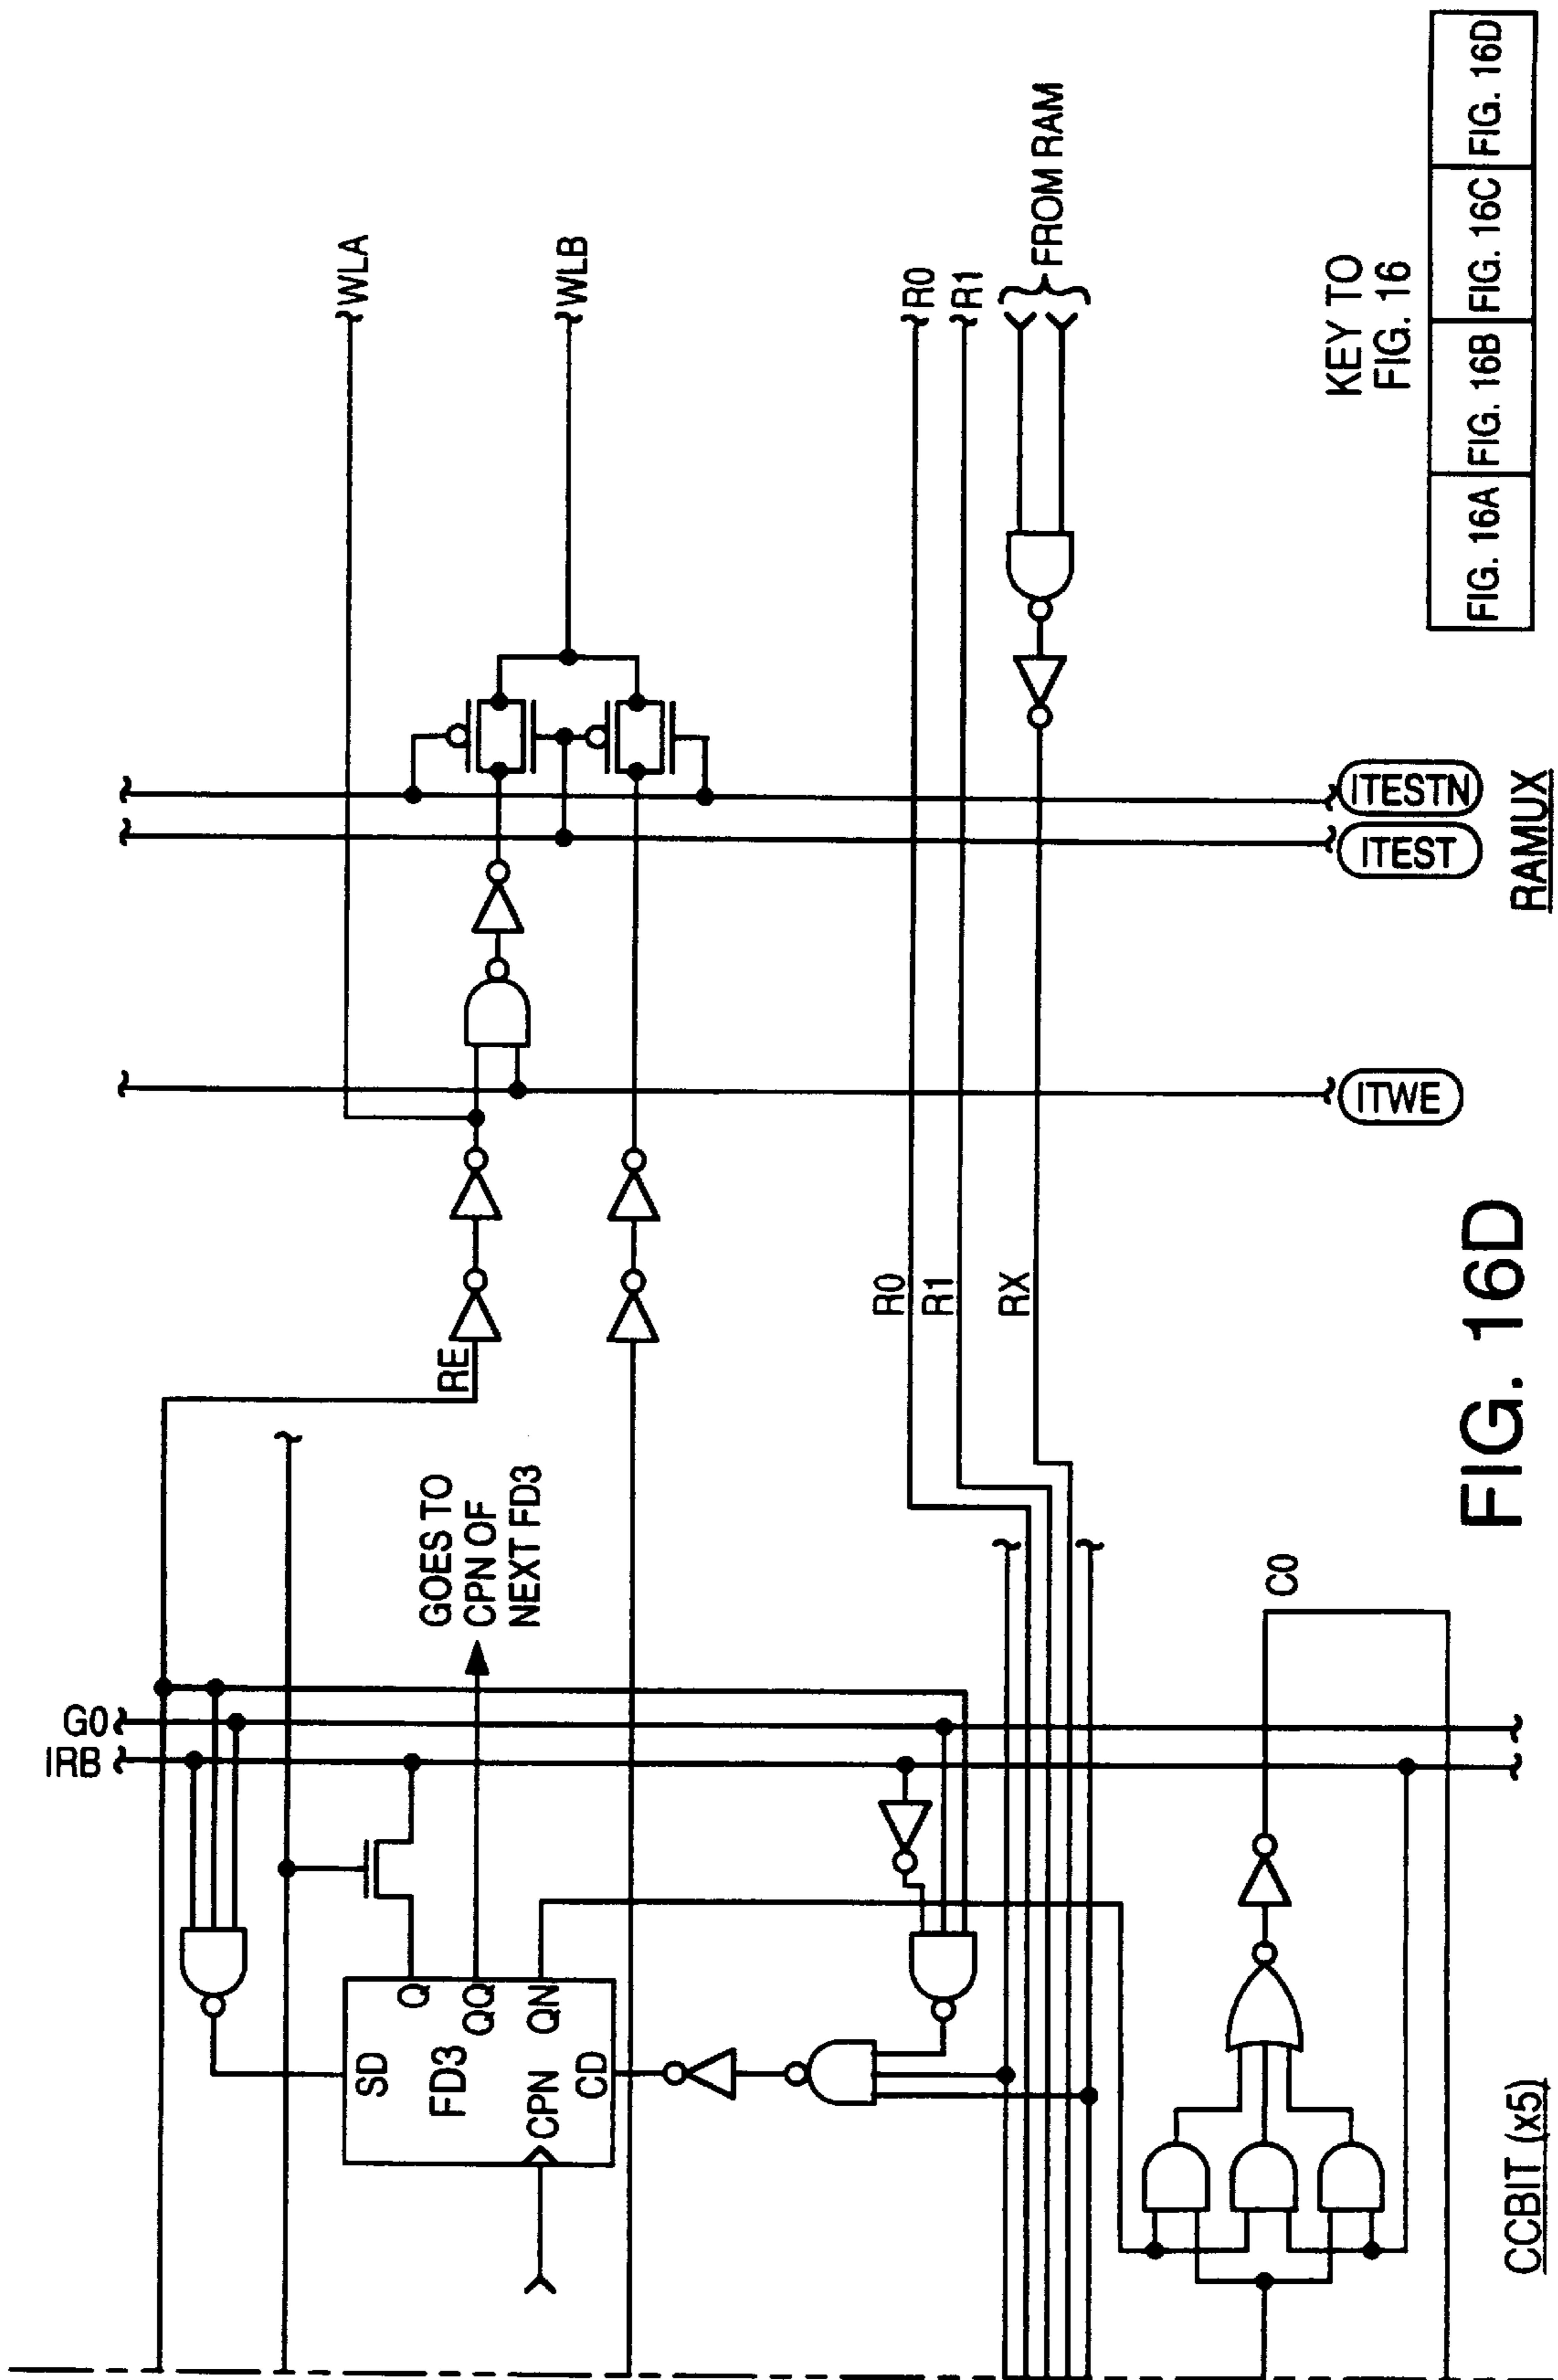 G0
IRB
WLA
WLB
RE
GOES TO
CPN OF
NEXT FD3
SD
FD3
CPN
CD
Q
QQ
QN
R0
R1
FROM RAM
R0
R1
RX
C0
ITWE
ITEST
ITESTN
CCBIT (x5)
RAMUX
KEY TO
FIG. 16
FIG. 16A FIG. 16B FIG. 16C FIG. 16D
FIG. 16D